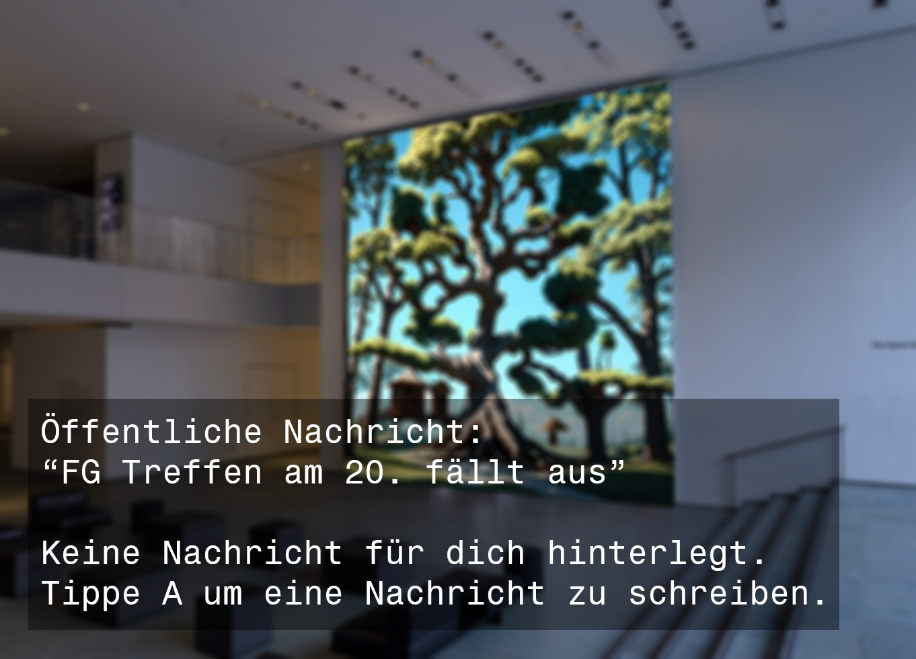 Öffentliche Nachricht:
“FG Treffen am 20. fällt aus”
Keine Nachricht für dich hinterlegt.
Tippe A um eine Nachricht zu schreiben.